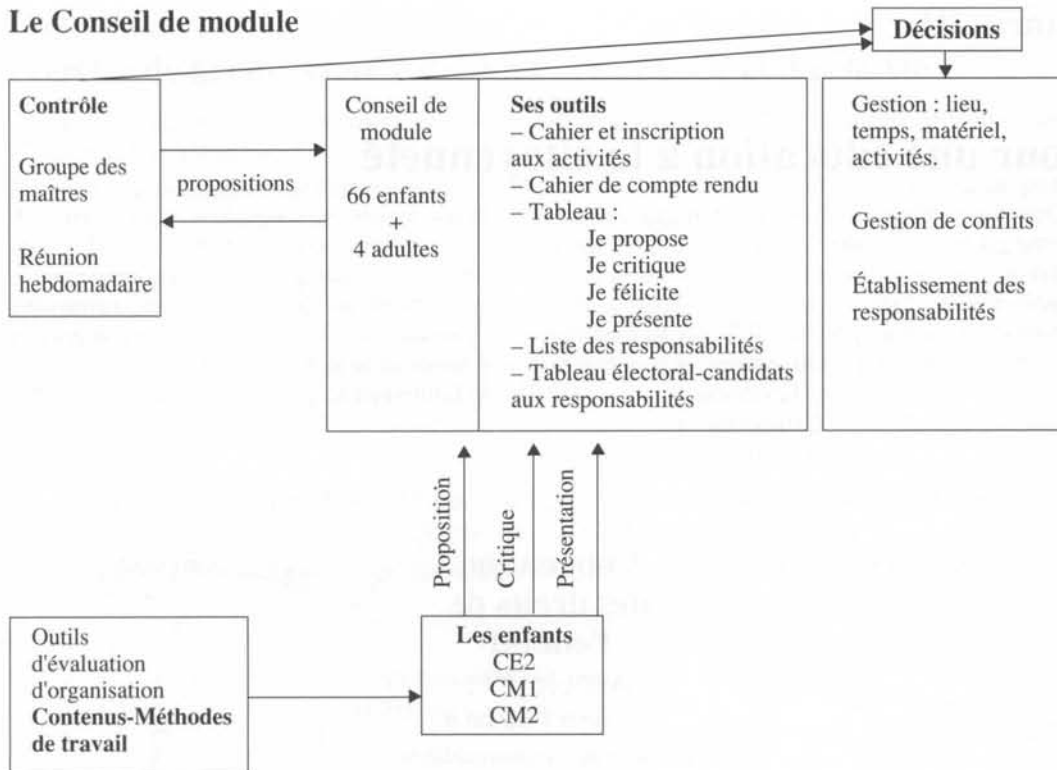 Le Conseil de module
Décisions
Contrôle
Groupe des
maîtres
Réunion
hebdomadaire
propositions
Conseil de
module
66 enfants
+
4 adultes
Ses outils
– Cahier et inscription
aux activités
– Cahier de compte rendu
– Tableau :
Je propose
Je critique
Je félicite
Je présente
– Liste des responsabilités
– Tableau électoral-candidats
aux responsabilités
Gestion : lieu,
temps, matériel,
activités.
Gestion de conflits
Établissement des
responsabilités
Proposition
Critique
Présentation
Outils
d'évaluation
d'organisation
Contenus-Méthodes
de travail
Les enfants
CE2
CM1
CM2